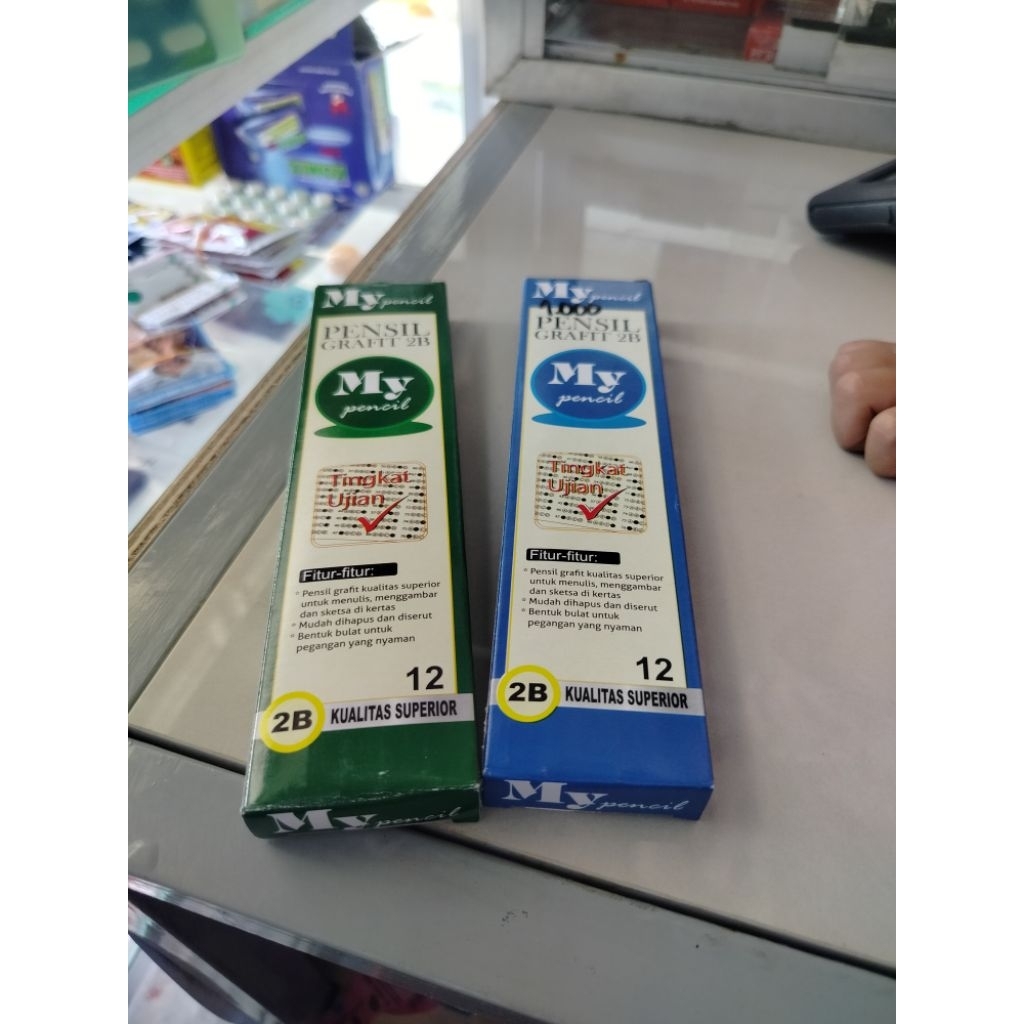 My pencil
PENSIL
GRAFIT 2B
My
pencil
Tingkat
Ujian
Fitur-fitur:
° Pensil grafit kualitas superior
untuk menulis, menggambar
dan sketsa di kertas
° Mudah dihapus dan diserut
° Bentuk bulat untuk
pegangan yang nyaman
12
2B KUALITAS SUPERIOR
My pencil
My pencil
1.000
PENSIL
GRAFIT 2B
My
pencil
Tingkat
Ujian
Fitur-fitur:
° Pensil grafit kualitas superior
untuk menulis, menggambar
dan sketsa di kertas
° Mudah dihapus dan diserut
° Bentuk bulat untuk
pegangan yang nyaman
12
2B KUALITAS SUPERIOR
My pencil